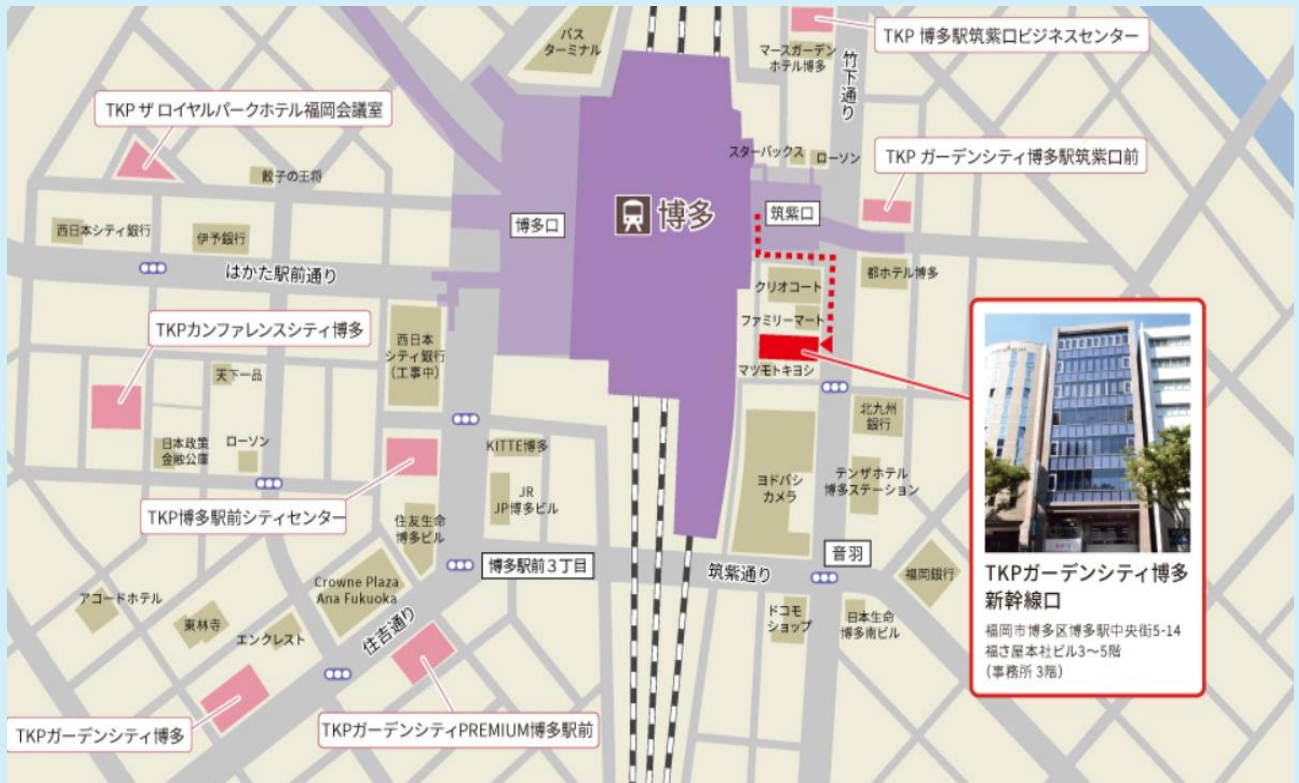 バス
ターミナル
マースガーデン
ホテル博多
TKP 博多駅筑紫口ビジネスセンター
竹下通り
TKP ザ ロイヤルパークホテル福岡会議室
スターバックス
ローソン
TKP ガーデンシティ博多駅筑紫口前
餃子の王将
博多口
博多
筑紫口
西日本シティ銀行
伊予銀行
はかた駅前通り
都ホテル博多
クリオコート
ファミリーマート
TKPカンファレンスシティ博多
西日本
シティ銀行
(工事中)
マツモトキヨシ
天下一品
北九州
銀行
日本政策
金融公庫
ローソン
KITTE博多
JR
JP博多ビル
ヨドバシ
カメラ
テンザホテル
博多ステーション
TKP博多駅前シティセンター
住友生命
博多ビル
博多駅前3丁目
音羽
筑紫通り
福岡銀行
TKPガーデンシティ博多
新幹線口
福岡市博多区博多駅中央街5-14
福さ屋本社ビル3〜5階
(事務所 3階)
Crowne Plaza
Ana Fukuoka
アコードホテル
東林寺
エンクレスト
住吉通り
ドコモ
ショップ
日本生命
博多南ビル
TKPガーデンシティ博多
TKPガーデンシティPREMIUM博多駅前